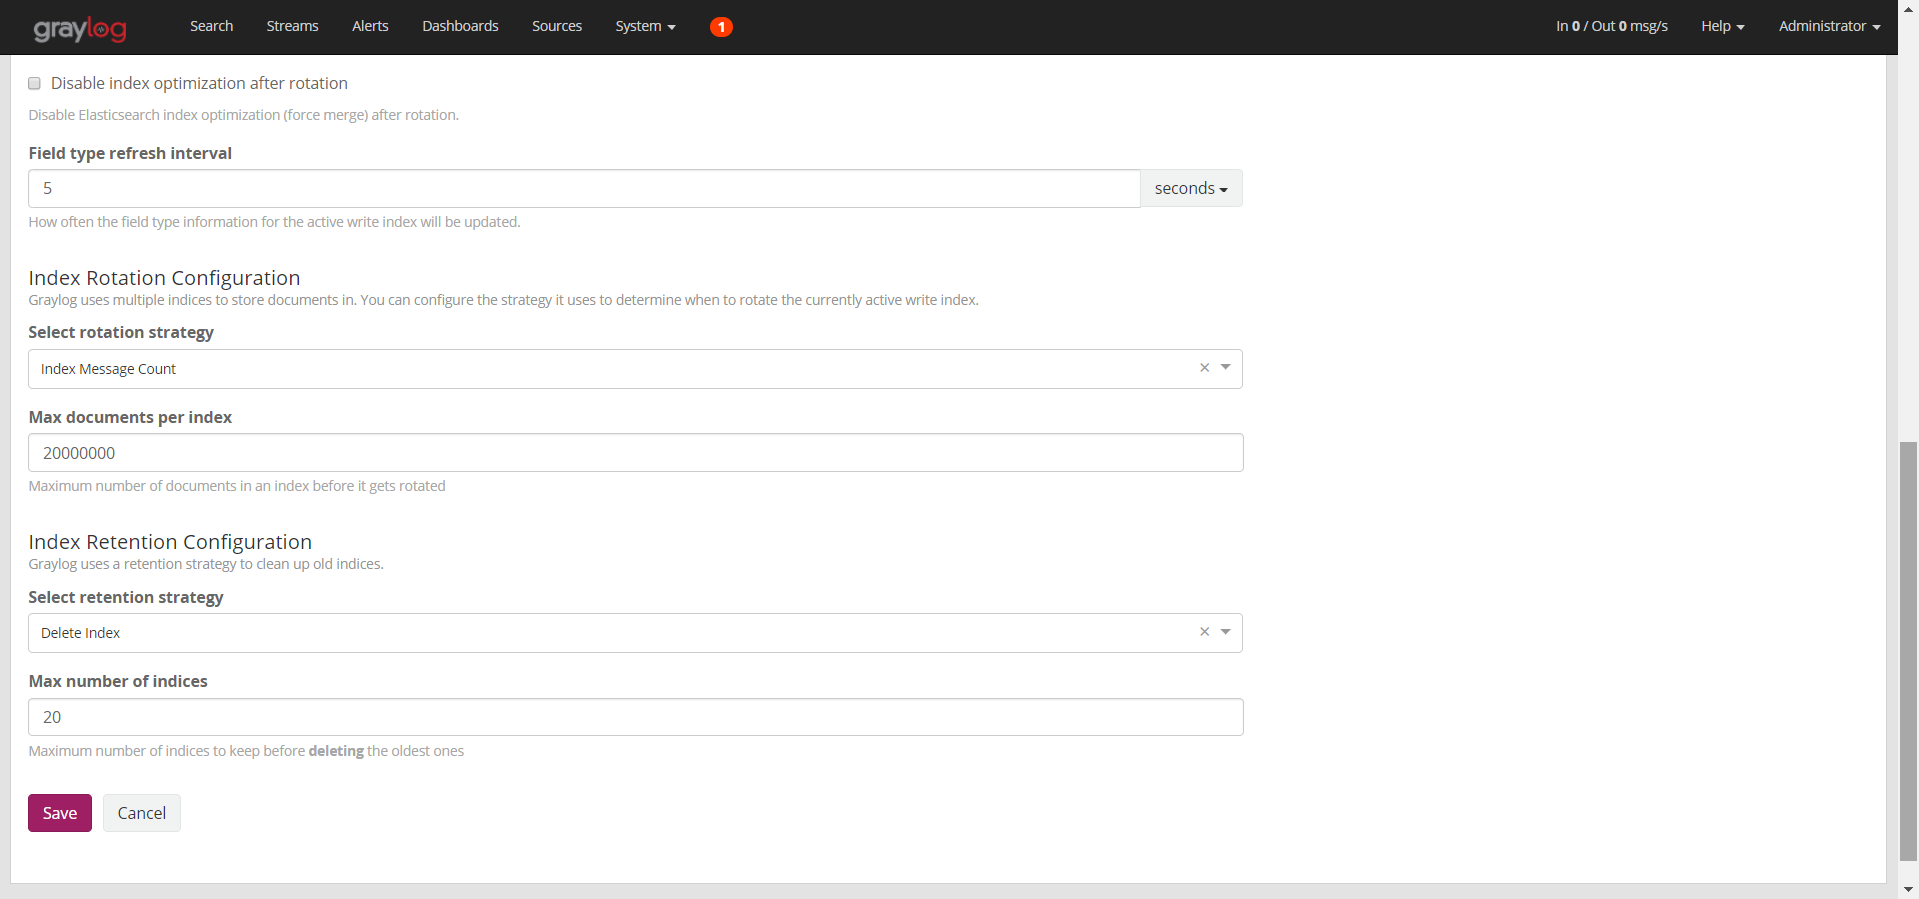 graylog Search Streams Alerts Dashboards Sources System 1 In 0 / Out 0 msg/s Help Administrator
Disable index optimization after rotation
Disable Elasticsearch index optimization (force merge) after rotation.
Field type refresh interval
5 seconds
How often the field type information for the active write index will be updated.
Index Rotation Configuration
Graylog uses multiple indices to store documents in. You can configure the strategy it uses to determine when to rotate the currently active write index.
Select rotation strategy
Index Message Count
Max documents per index
20000000
Maximum number of documents in an index before it gets rotated
Index Retention Configuration
Graylog uses a retention strategy to clean up old indices.
Select retention strategy
Delete Index
Max number of indices
20
Maximum number of indices to keep before deleting the oldest ones
Save Cancel